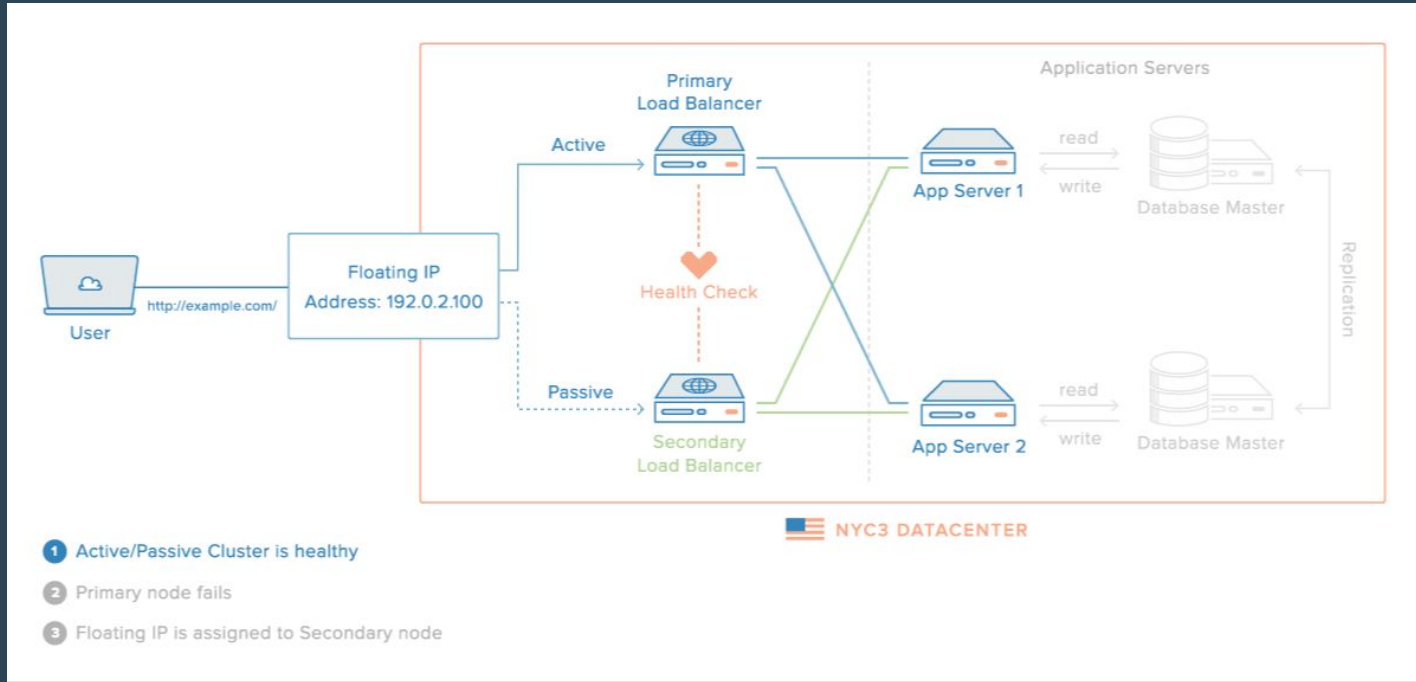 Application Servers
Primary
Load Balancer
Active
read
write
App Server 1
Database Master
Floating IP
Address: 192.0.2.100
http://example.com/
User
Health Check
Replication
Passive
Secondary
Load Balancer
read
write
App Server 2
Database Master
NYC3 DATACENTER
1 Active/Passive Cluster is healthy
2 Primary node fails
3 Floating IP is assigned to Secondary node